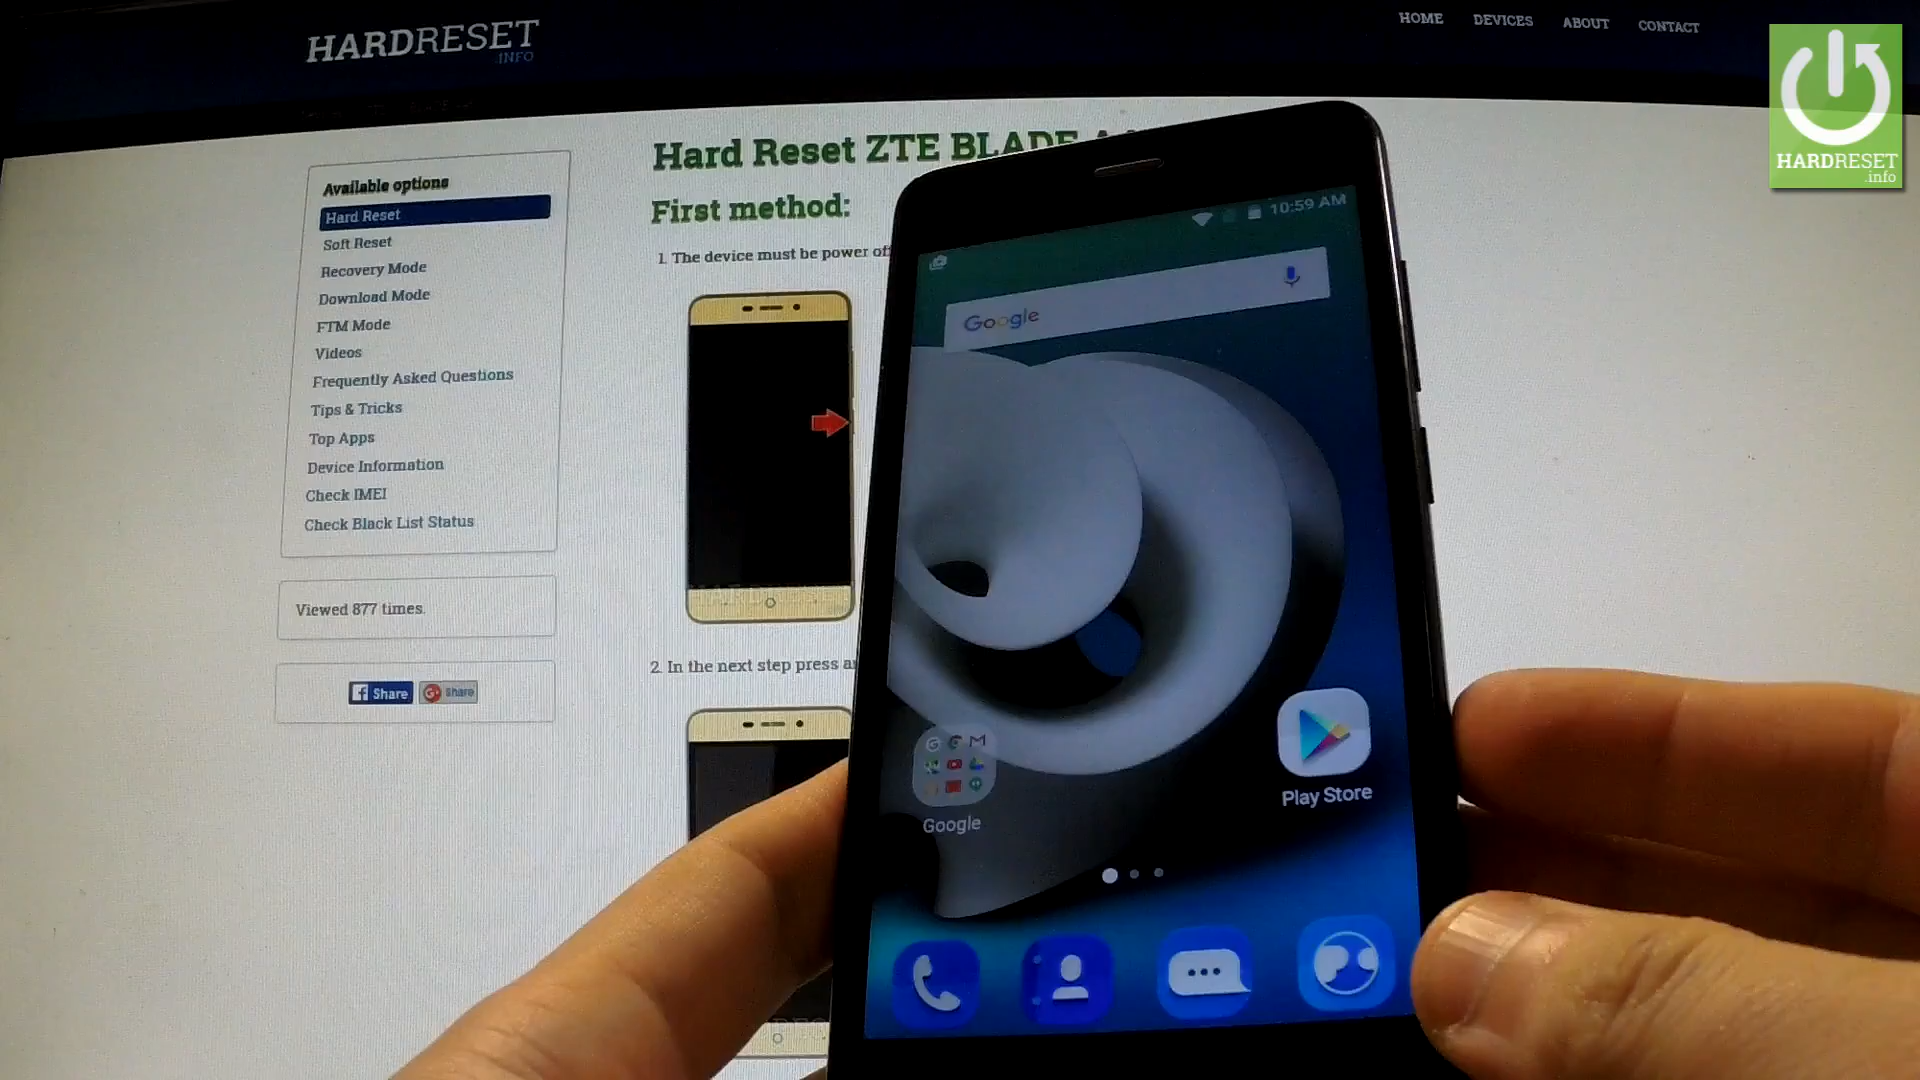 HARDRESET
.INFO
HOME DEVICES ABOUT CONTACT
HARDRESET
.info
Available options
Hard Reset
Soft Reset
Recovery Mode
Download Mode
FTM Mode
Videos
Frequently Asked Questions
Tips & Tricks
Top Apps
Device Information
Check IMEI
Check Black List Status
Viewed 877 times.
Share
Share
Hard Reset ZTE BLADE
First method:
1. The device must be power
2. In the next step press
10:59 AM
Google
Google
Play Store